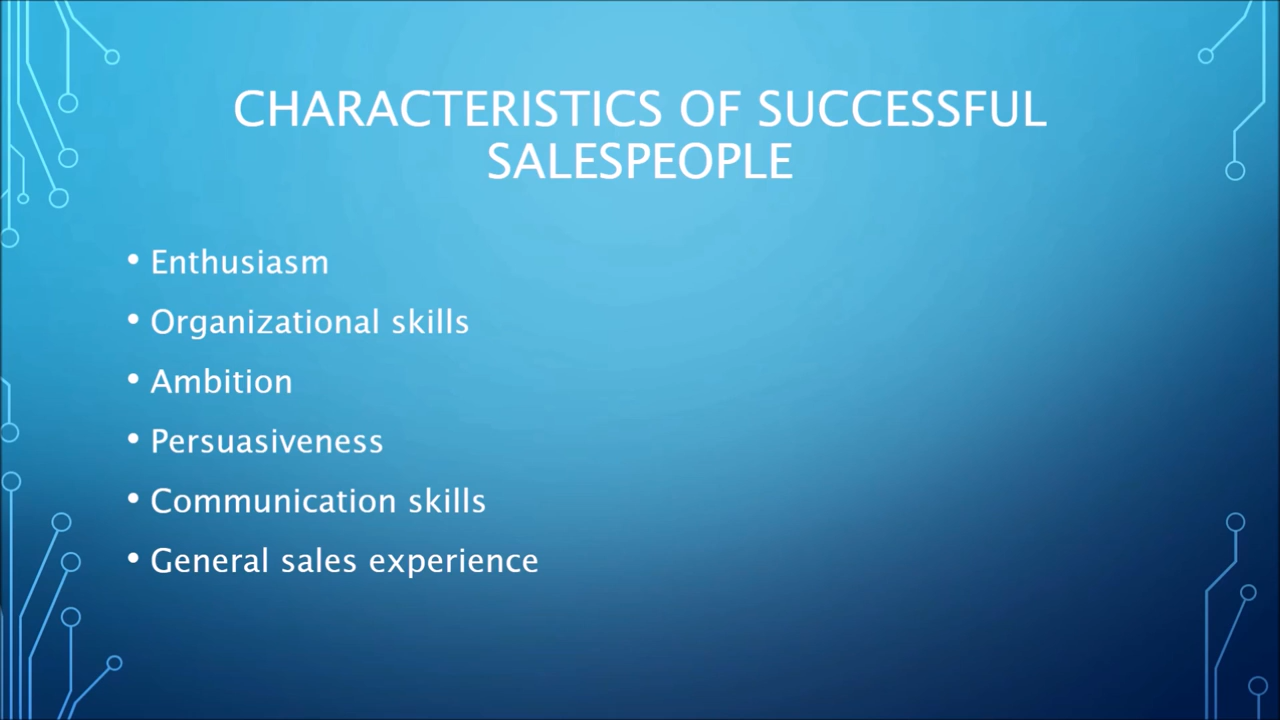 CHARACTERISTICS OF SUCCESSFUL
SALESPEOPLE
• Enthusiasm
• Organizational skills
• Ambition
• Persuasiveness
• Communication skills
• General sales experience